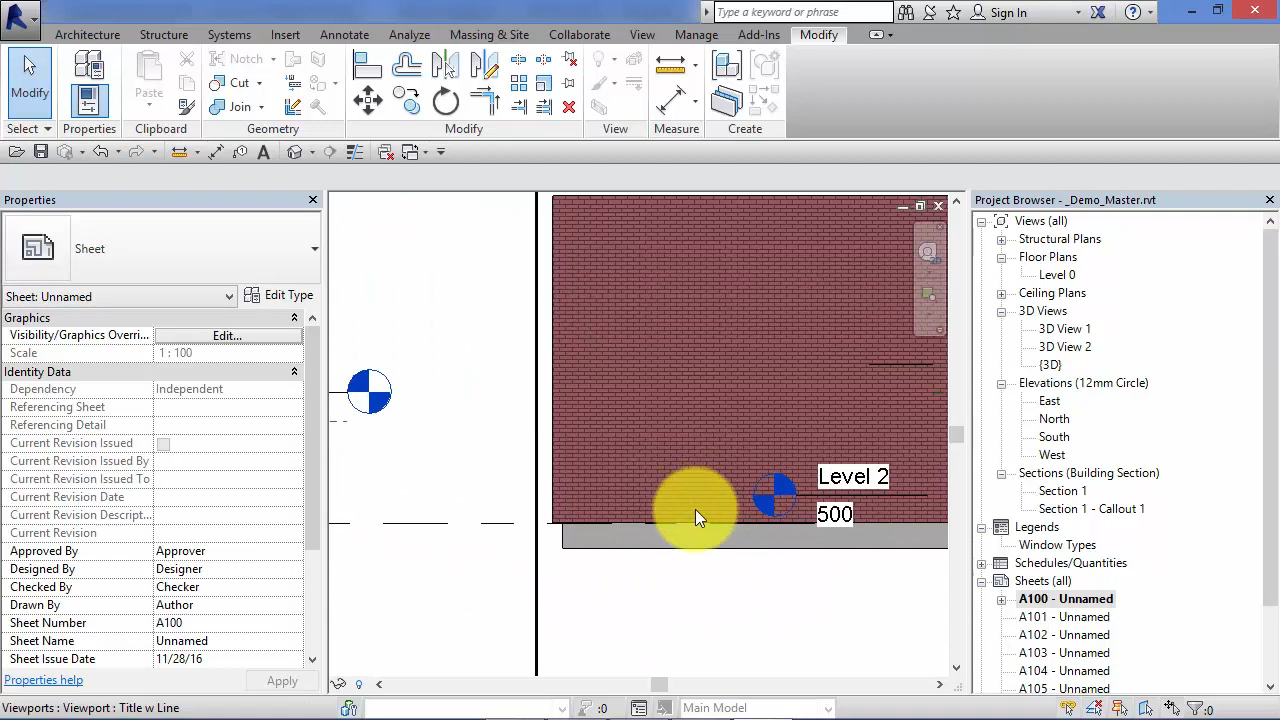 Type a keyword or phrase
Sign In
Architecture Structure Systems Insert Annotate Analyze Massing & Site Collaborate View Manage Add-Ins Modify
Modify
Paste
Notch
Cut
Join
Select Properties Clipboard Geometry Modify View Measure Create
Properties
Sheet
Sheet: Unnamed
Edit Type
Graphics
Visibility/Graphics Overri... Edit
Scale 1 : 100
Identity Data
Dependency Independent
Referencing Sheet
Referencing Detail
Current Revision Issued
Current Revision Issued By
Current Revision Issued To
Current Revision Date
Current Revision Descripti...
Current Revision
Approved By Approver
Designed By Designer
Checked By Checker
Drawn By Author
Sheet Number A100
Sheet Name Unnamed
Sheet Issue Date 11/28/16
Properties help
Apply
Level 2
500
Project Browser - _Demo_Master.rvt
Views (all)
Structural Plans
Floor Plans
Level 0
Ceiling Plans
3D Views
3D View 1
3D View 2
{3D}
Elevations (12mm Circle)
East
North
South
West
Sections (Building Section)
Section 1
Section 1 - Callout 1
Legends
Window Types
Schedules/Quantities
Sheets (all)
A100 - Unnamed
A101 - Unnamed
A102 - Unnamed
A103 - Unnamed
A104 - Unnamed
A105 - Unnamed
Viewports : Viewport : Title w Line
:0
Main Model
:0